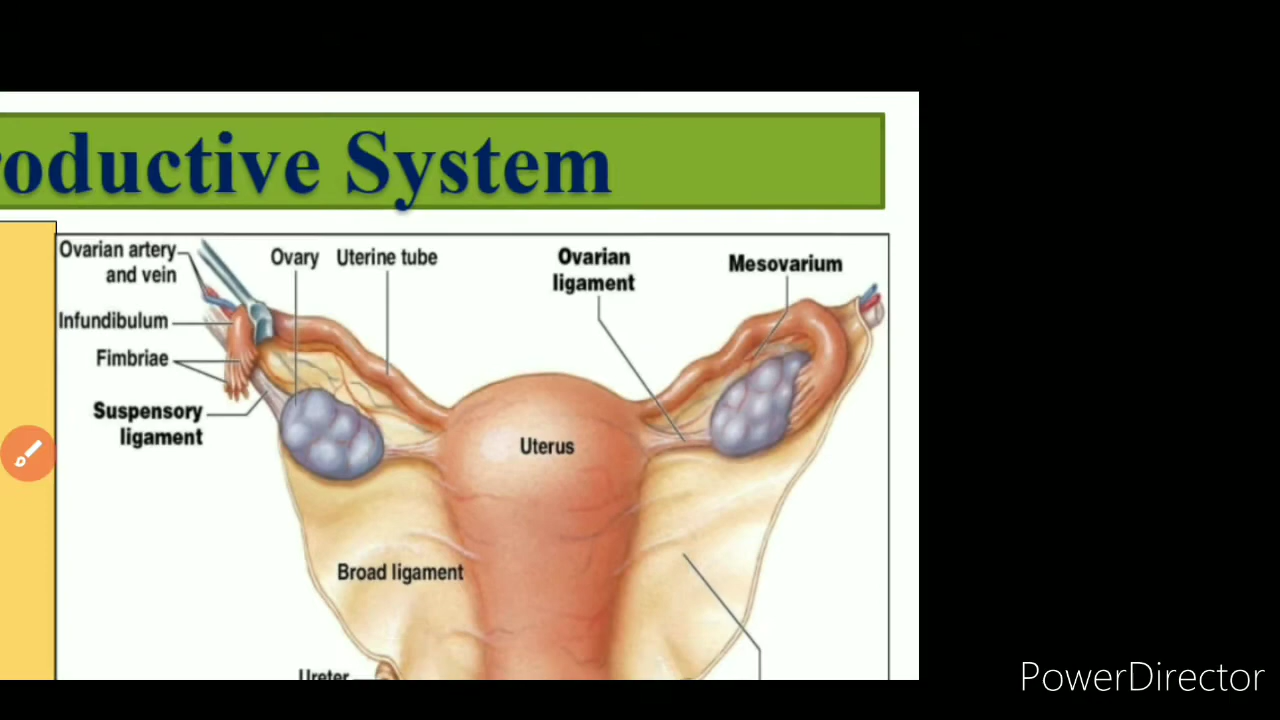 roductive System
Ovarian artery
and vein
Ovary
Uterine tube
Ovarian
ligament
Mesovarium
Infundibulum
Fimbriae
Suspensory
ligament
Uterus
Broad ligament
Ureter
PowerDirector